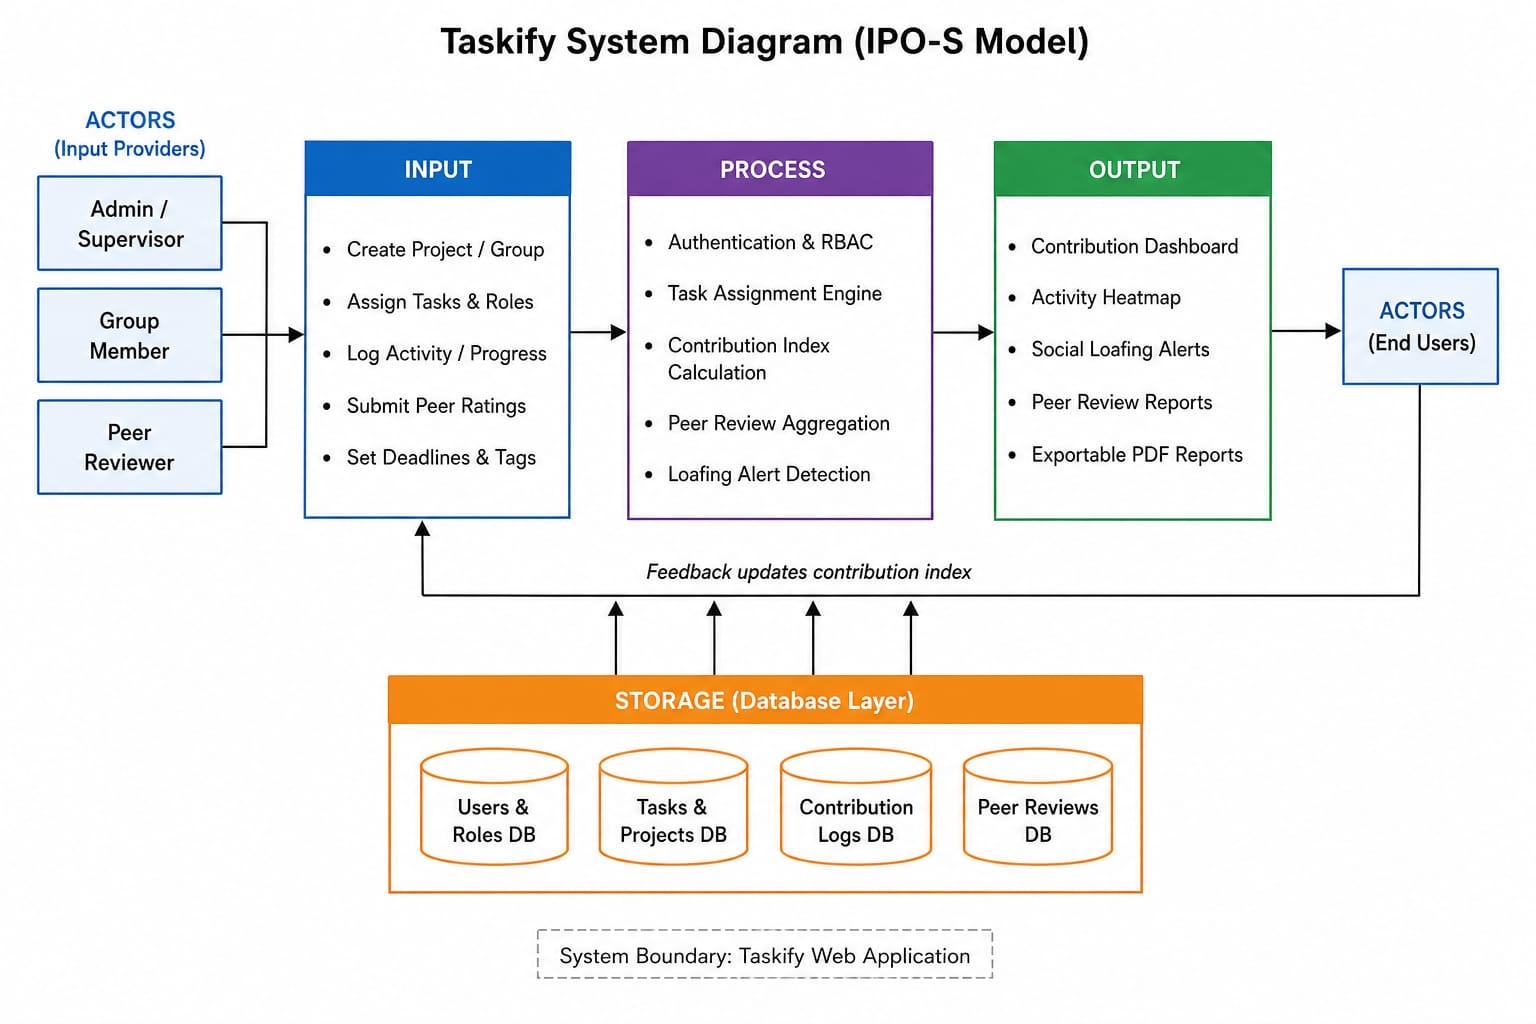 Taskify System Diagram (IPO-S Model)
ACTORS
(Input Providers)
Admin /
Supervisor
Group
Member
Peer
Reviewer
INPUT
• Create Project / Group
• Assign Tasks & Roles
• Log Activity / Progress
• Submit Peer Ratings
• Set Deadlines & Tags
PROCESS
• Authentication & RBAC
• Task Assignment Engine
• Contribution Index
Calculation
• Peer Review Aggregation
• Loafing Alert Detection
OUTPUT
• Contribution Dashboard
• Activity Heatmap
• Social Loafing Alerts
• Peer Review Reports
• Exportable PDF Reports
ACTORS
(End Users)
Feedback updates contribution index
STORAGE (Database Layer)
Users &
Roles DB
Tasks &
Projects DB
Contribution
Logs DB
Peer Reviews
DB
System Boundary: Taskify Web Application